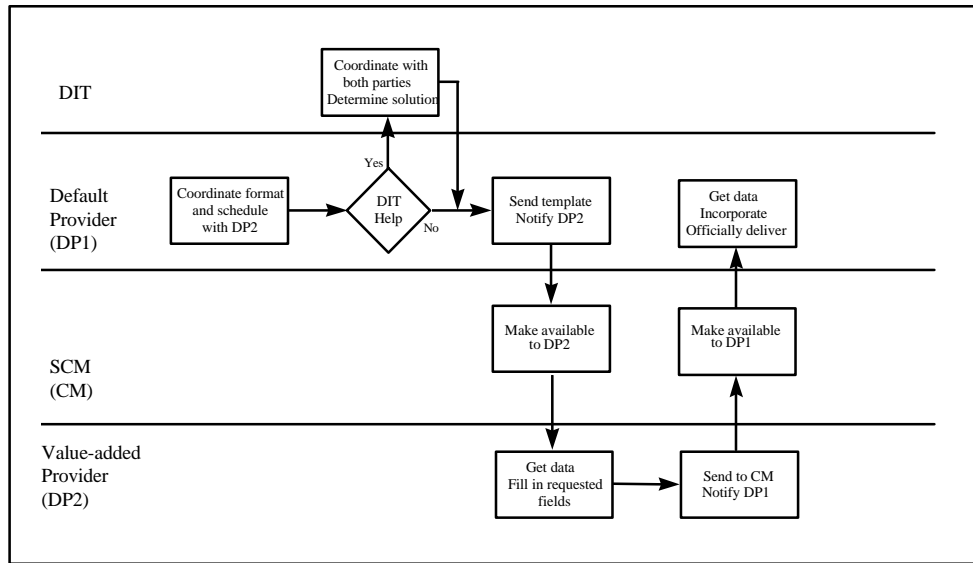 DIT
Coordinate with
both parties
Determine solution
Default
Provider
(DP1)
Coordinate format
and schedule
with DP2
Yes
DIT
Help
No
Send template
Notify DP2
Get data
Incorporate
Officially deliver
SCM
(CM)
Make available
to DP2
Make available
to DP1
Value-added
Provider
(DP2)
Get data
Fill in requested
fields
Send to CM
Notify DP1